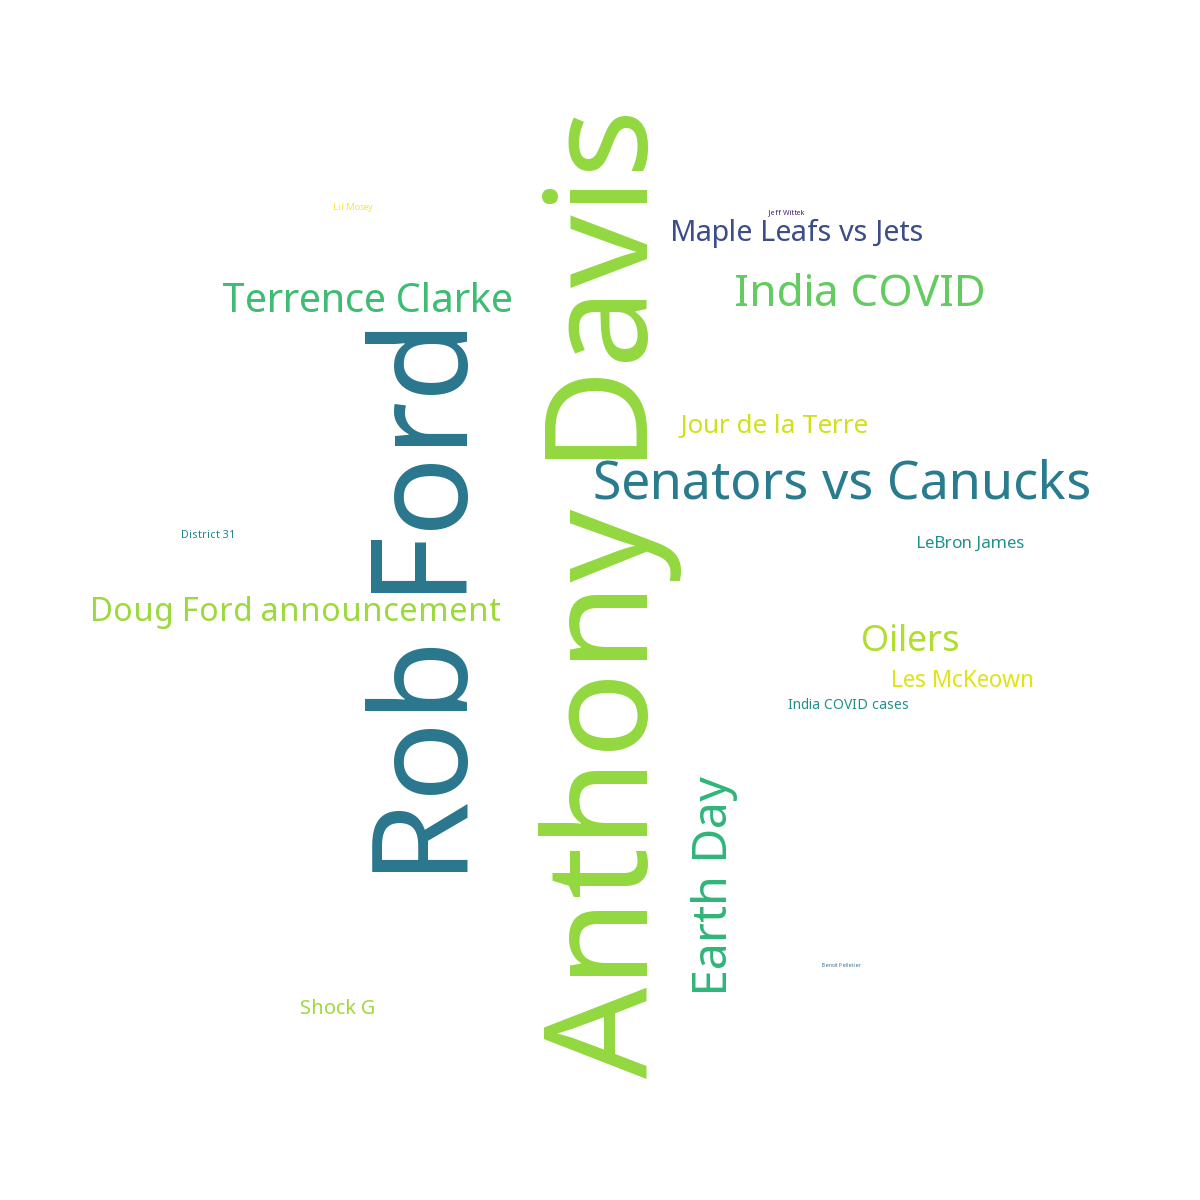 Lil Mosey
Jeff Wittek
Maple Leafs vs Jets
Terrence Clarke
India COVID
Anthony Davis
Rob Ford
Jour de la Terre
Senators vs Canucks
District 31
LeBron James
Doug Ford announcement
Oilers
Les McKeown
India COVID cases
Earth Day
Benoit Pelletier
Shock G